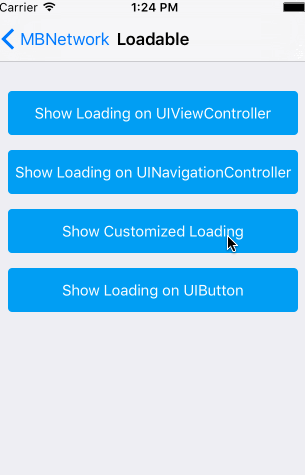 Carrier 1:24 PM
MBNetwork Loadable
Show Loading on UIViewController
Show Loading on UINavigationController
Show Customized Loading
Show Loading on UIButton